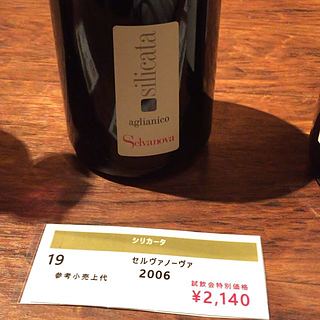 silicata
aglianico
Selvanova
シリカータ
19 セルヴァノーヴァ
参考小売上代 2006
試飲会特別価格
¥2,140